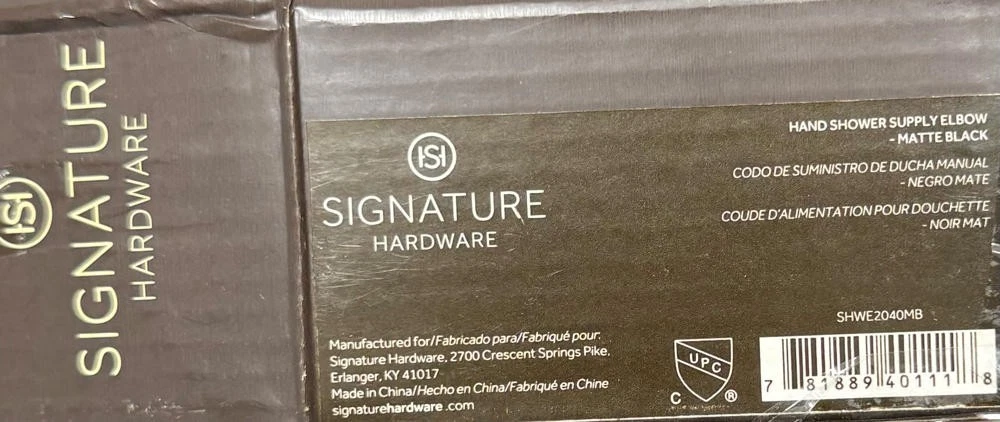 SIGNATURE
HARDWARE
SIGNATURE
HARDWARE
HAND SHOWER SUPPLY ELBOW
- MATTE BLACK
CODO DE SUMINISTRO DE DUCHA MANUAL
- NEGRO MATE
COUDE D'ALIMENTATION POUR DOUCHETTE
- NOIR MAT
Manufactured for/Fabricado para/Fabriqué pour:
Signature Hardware, 2700 Crescent Springs Pike,
Erlanger, KY 41017
Made in China/Hecho en China/Fabriqué en Chine
signaturehardware .com
UPC
C ®
SHWE2040MB
7 81889 40111 8